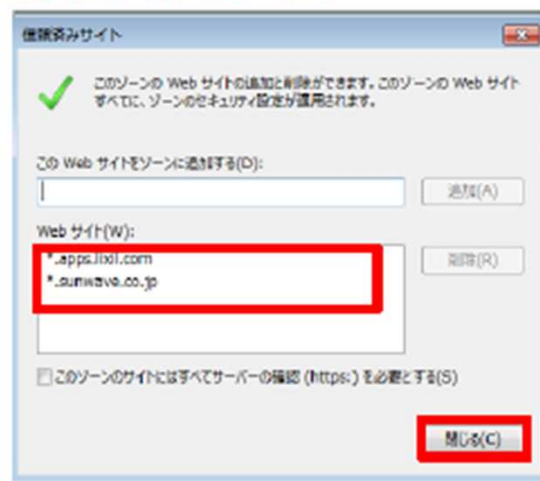 信頼済みサイト
このゾーンの Web サイトの追加と削除ができます。このゾーンの Web サイト
すべてに、ゾーンのセキュリティ設定が適用されます。
この Web サイトをゾーンに追加する(D):
追加(A)
Web サイト(W):
*.apps.lixil.com
*.sunwave.co.jp
削除(R)
このゾーンのサイトにはすべてサーバーの確認 (https:) を必要とする(S)
閉じる(C)